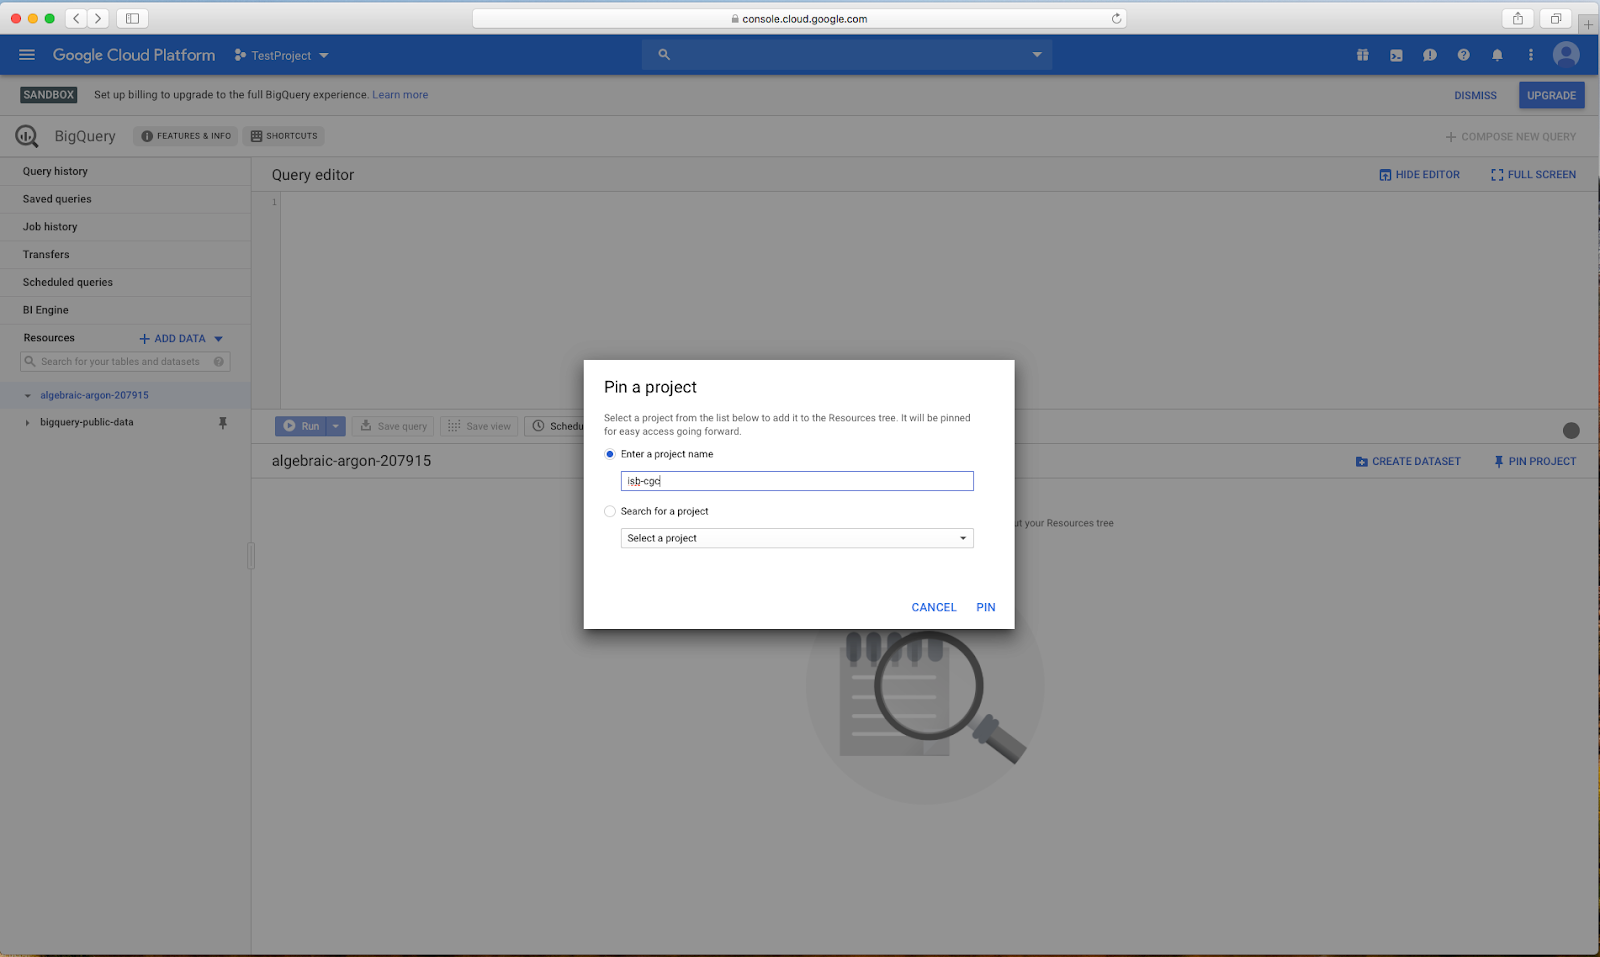 console.cloud.google.com
Google Cloud Platform TestProject
SANDBOX Set up billing to upgrade to the full BigQuery experience. Learn more DISMISS UPGRADE
BigQuery FEATURES & INFO SHORTCUTS COMPOSE NEW QUERY
Query history
Saved queries
Job history
Transfers
Scheduled queries
BI Engine
Resources ADD DATA
Search for your tables and datasets
algebraic-argon-207915
bigquery-public-data
Query editor HIDE EDITOR FULL SCREEN
1
Run Save query Save view Schedu
algebraic-argon-207915 CREATE DATASET PIN PROJECT
ut your Resources tree
Pin a project
Select a project from the list below to add it to the Resources tree. It will be pinned
for easy access going forward.
Enter a project name
isb-cgc
Search for a project
Select a project
CANCEL PIN